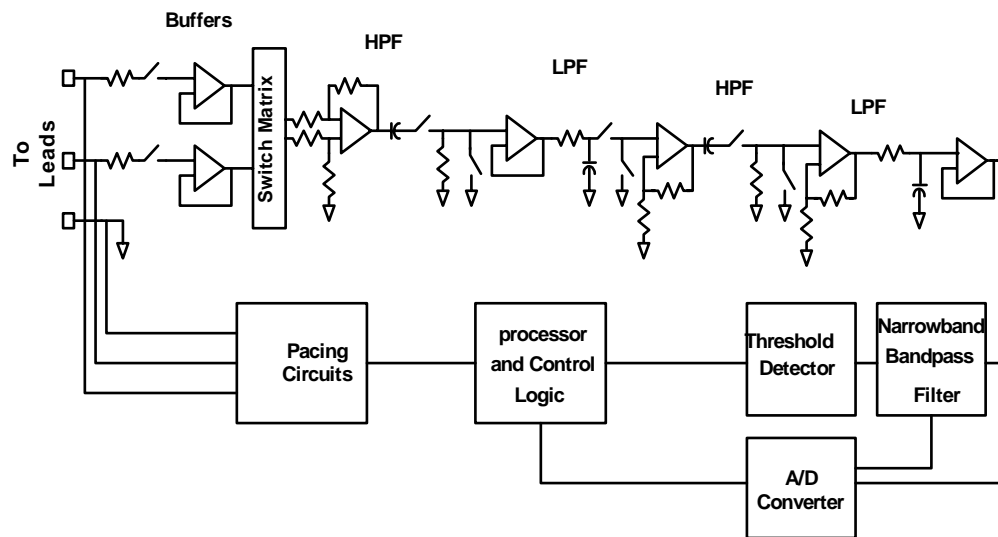 Buffers
HPF
LPF
HPF
LPF
To
Leads
Switch Matrix
Pacing
Circuits
processor
and Control
Logic
Threshold
Detector
Narrowband
Bandpass
Filter
A/D
Converter